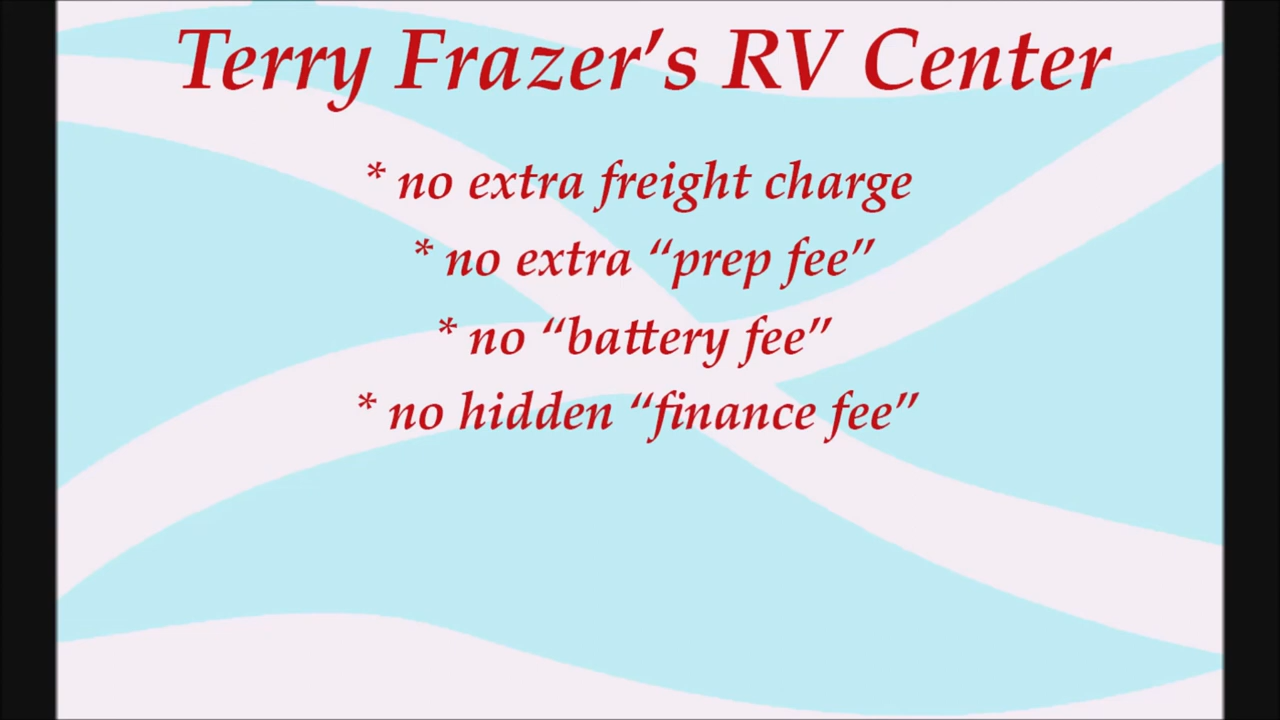 Terry Frazer’s RV Center
* no extra freight charge
* no extra “prep fee”
* no “battery fee”
* no hidden “finance fee”